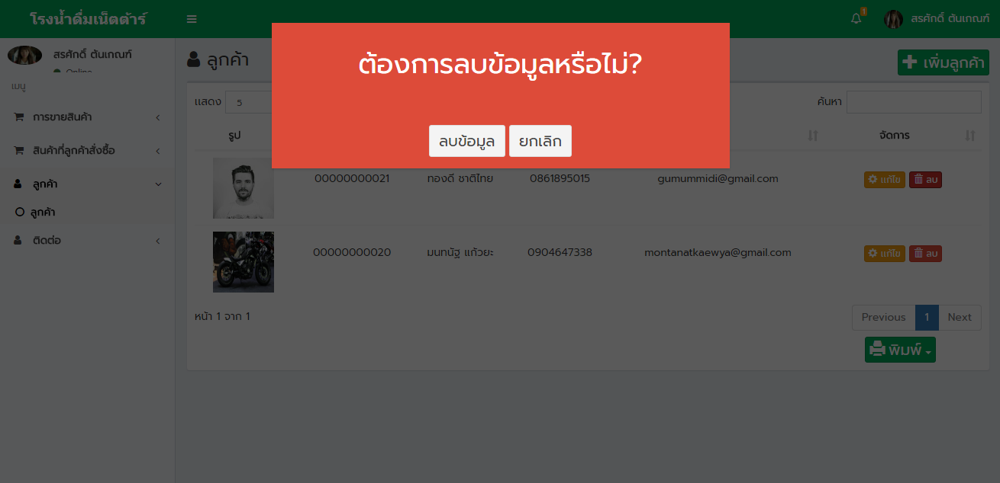 โรงน้ำดื่มเน็ตต้าร์
1
สรศักดิ์ ตันเกณฑ์
สรศักดิ์ ตันเกณฑ์
Online
เมนู
การขายสินค้า
สินค้าที่ลูกค้าสั่งซื้อ
ลูกค้า
ลูกค้า
ติดต่อ
ต้องการลบข้อมูลหรือไม่?
ลบข้อมูล ยกเลิก
ลูกค้า
เพิ่มลูกค้า
แสดง 5
ค้นหา
รูป จัดการ
00000000021 ทองดี ชาติไทย 0861895015 gumummidi@gmail.com แก้ไข ลบ
00000000020 มนทนัฐ แก้วยะ 0904647338 montanatkaewya@gmail.com แก้ไข ลบ
หน้า 1 จาก 1
Previous 1 Next
พิมพ์